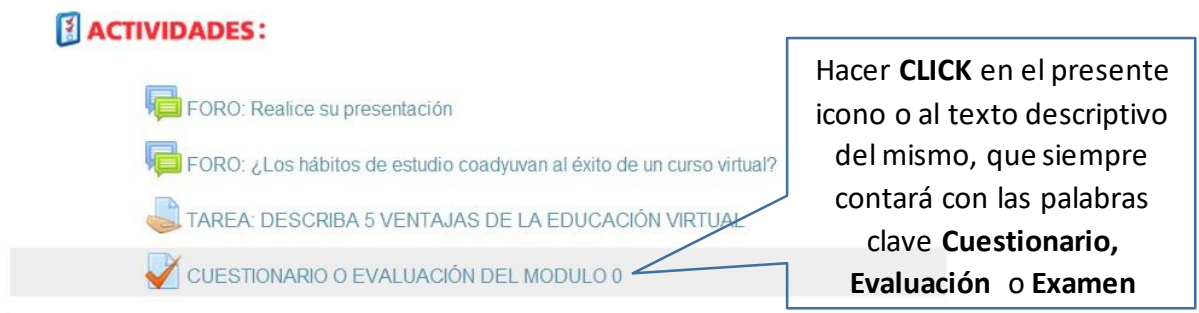 ACTIVIDADES:
FORO: Realice su presentación
FORO: ¿Los hábitos de estudio coadyuvan al éxito de un curso virtual?
TAREA: DESCRIBA 5 VENTAJAS DE LA EDUCACIÓN VIRTUAL
CUESTIONARIO O EVALUACIÓN DEL MODULO 0
Hacer CLICK en el presente
icono o al texto descriptivo
del mismo, que siempre
contará con las palabras
clave Cuestionario,
Evaluación o Examen